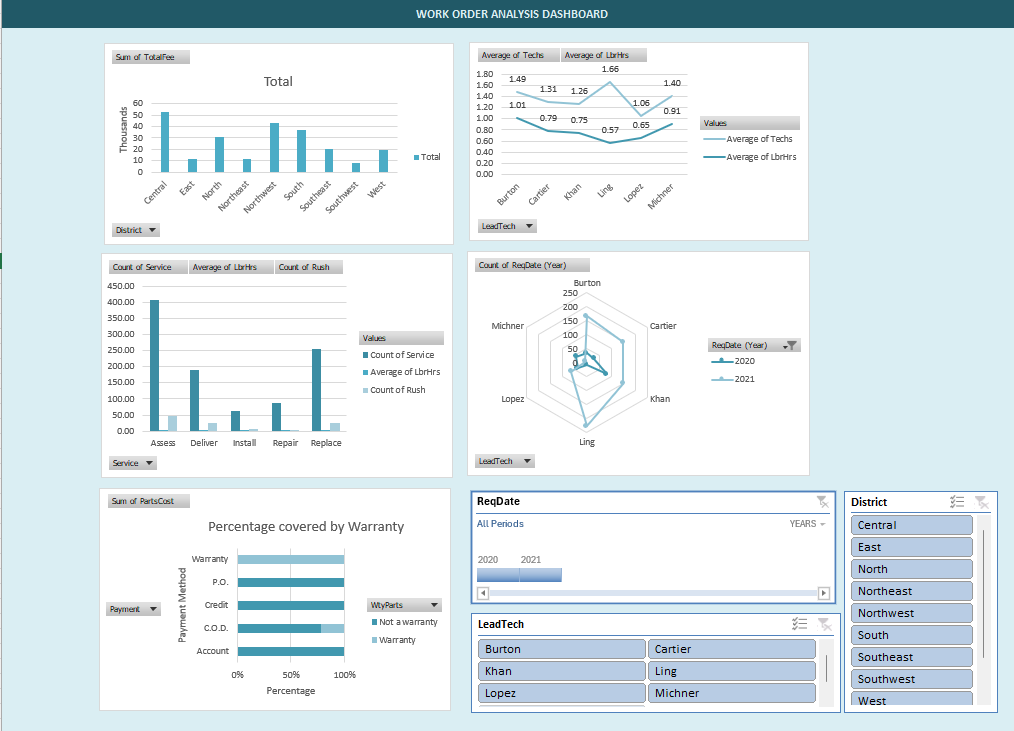 WORK ORDER ANALYSIS DASHBOARD
Sum of TotalFee
Total
Thousands
60
50
40
30
20
10
0
Central
East
North
Northeast
Northwest
South
Southeast
Southwest
West
Total
District
Average of Techs
Average of LbrHrs
1.80
1.60
1.40
1.20
1.00
0.80
0.60
0.40
0.20
0.00
1.49
1.31
1.26
1.66
1.06
1.40
1.01
0.79
0.75
0.57
0.65
0.91
Burton
Cartier
Khan
Ling
Lopez
Michner
Values
Average of Techs
Average of LbrHrs
LeadTech
Count of Service
Average of LbrHrs
Count of Rush
450.00
400.00
350.00
300.00
250.00
200.00
150.00
100.00
50.00
0.00
Assess
Deliver
Install
Repair
Replace
Values
Count of Service
Average of LbrHrs
Count of Rush
Service
Count of ReqDate (Year)
Burton
250
200
150
100
50
0
Michner
Cartier
Lopez
Khan
Ling
ReqDate (Year)
2020
2021
LeadTech
Sum of PartsCost
Percentage covered by Warranty
Payment
Payment Method
Warranty
P.O.
Credit
C.O.D.
Account
0%
50%
100%
Percentage
WtyParts
Not a warranty
Warranty
ReqDate
All Periods
YEARS
2020
2021
LeadTech
Burton
Cartier
Khan
Ling
Lopez
Michner
District
Central
East
North
Northeast
Northwest
South
Southeast
Southwest
West